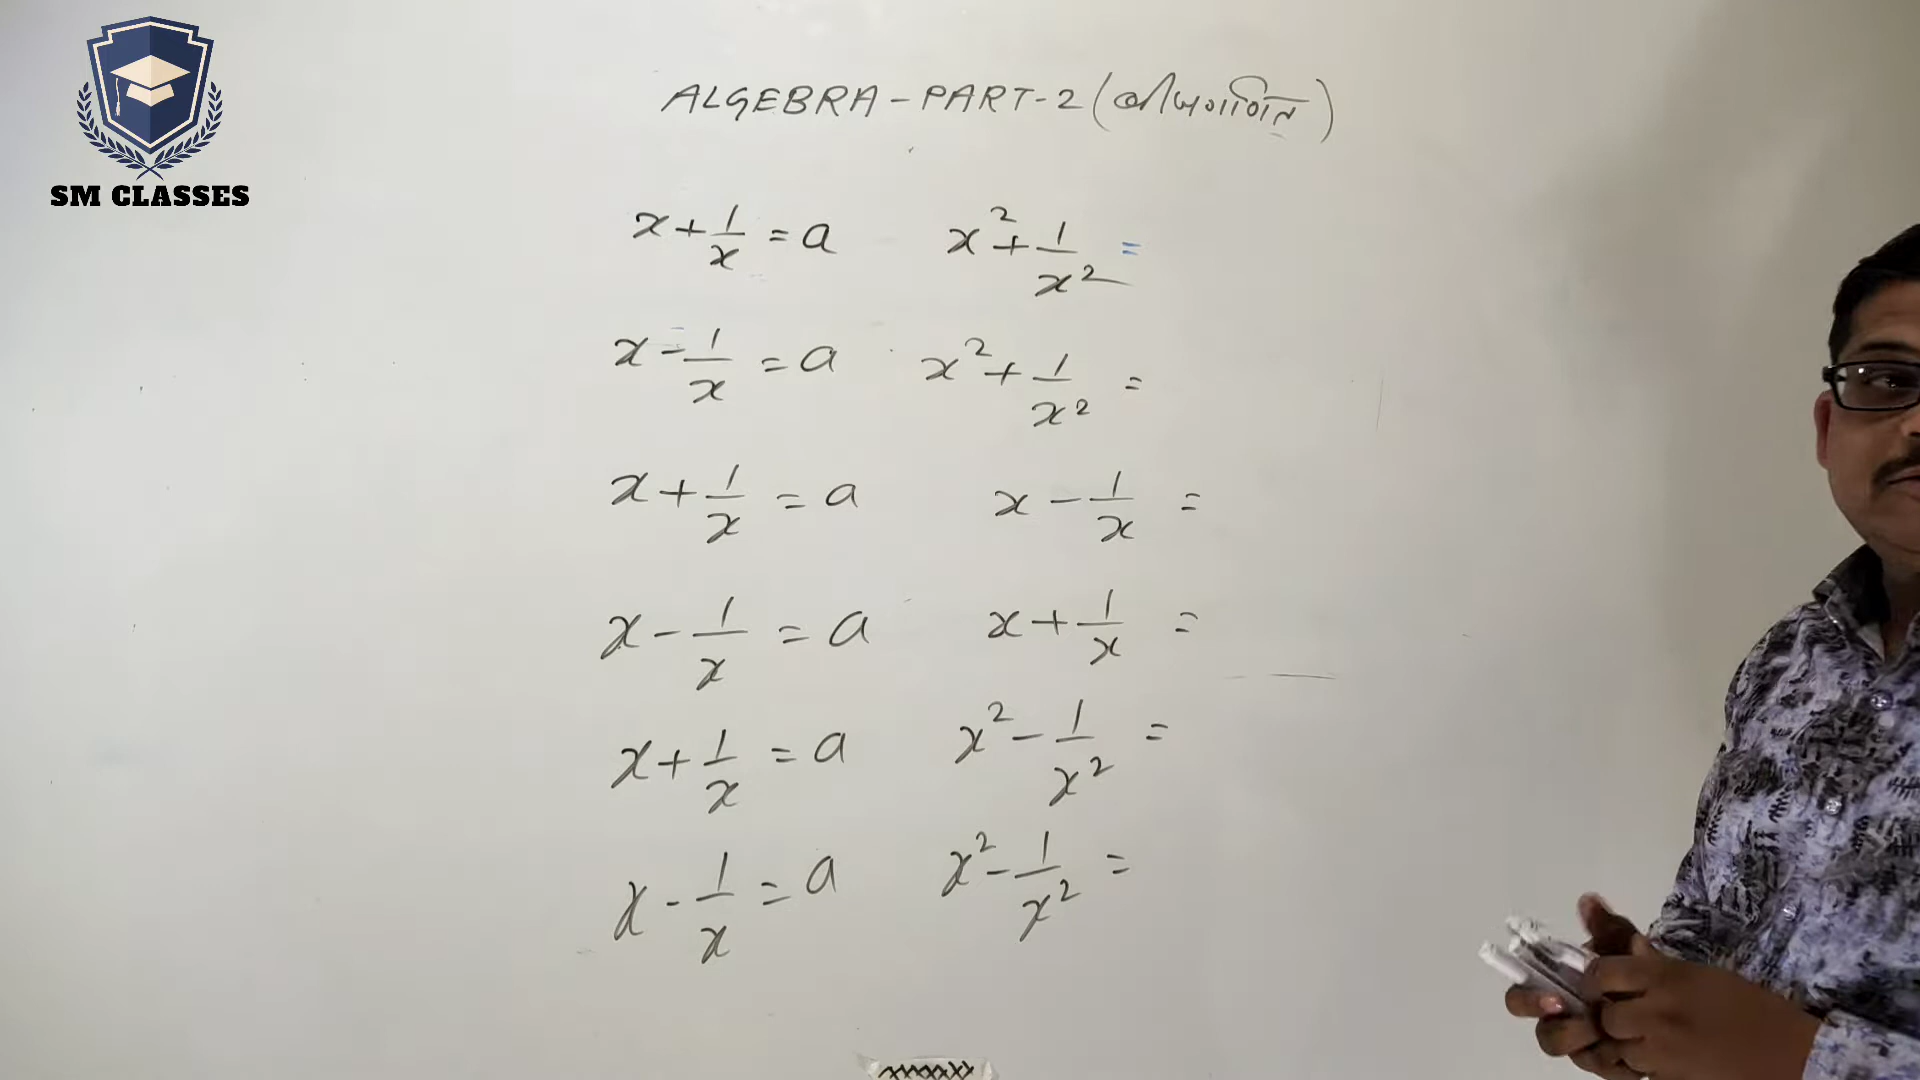 SM CLASSES
ALGEBRA - PART - 2 (বীজগাণিতিক)
x + 1/x = a    x² + 1/x² =
x - 1/x = a    x² + 1/x² =
x + 1/x = a    x - 1/x =
x - 1/x = a    x + 1/x =
x + 1/x = a    x² - 1/x² =
x - 1/x = a    x² - 1/x² =